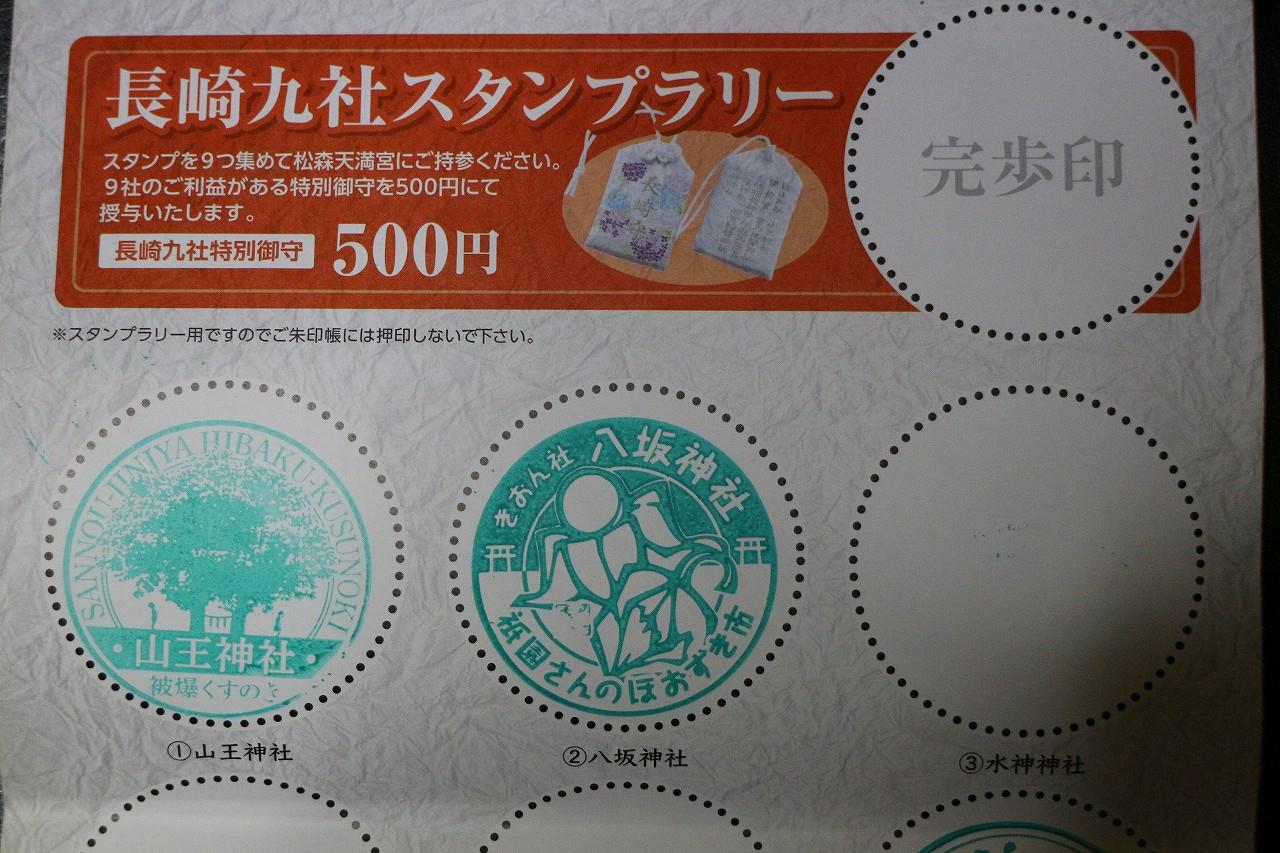 長崎九社スタンプラリー
スタンプを9つ集めて松森天満宮にご持参ください。
9社のご利益がある特別御守を500円にて
授与いたします。
長崎九社特別御守
500円
完歩印
※スタンプラリー用ですのでご朱印帳には押印しないで下さい。
SANNOU-JINJYA HIBAKU-KUSUNOKI
・山王神社・
被爆くすのき
①山王神社
ぎおん社 八坂神社
祇園さんのほおずき市
②八坂神社
③水神神社